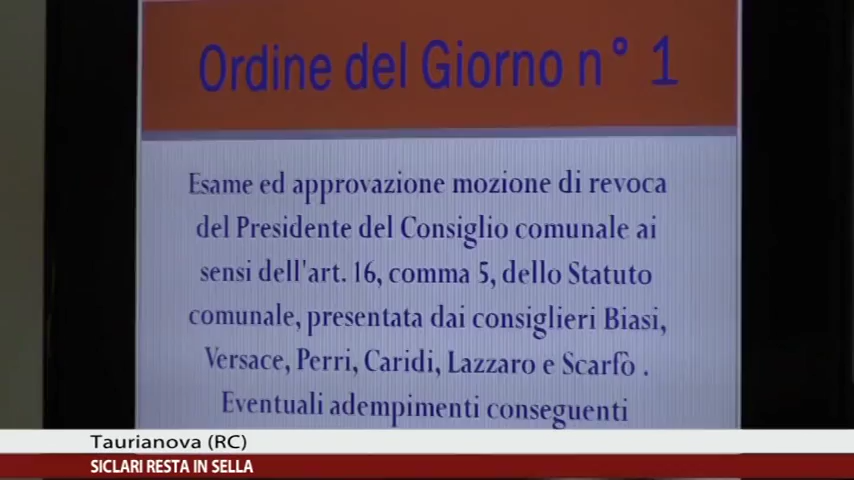 Ordine del Giorno n° 1
Esame ed approvazione mozione di revoca
del Presidente del Consiglio comunale ai
sensi dell'art. 16, comma 5, dello Statuto
comunale, presentata dai consiglieri Biasi,
Versace, Perri, Caridi, Lazzaro e Scarfò .
Eventuali adempimenti conseguenti
Taurianova (RC)
SICLARI RESTA IN SELLA